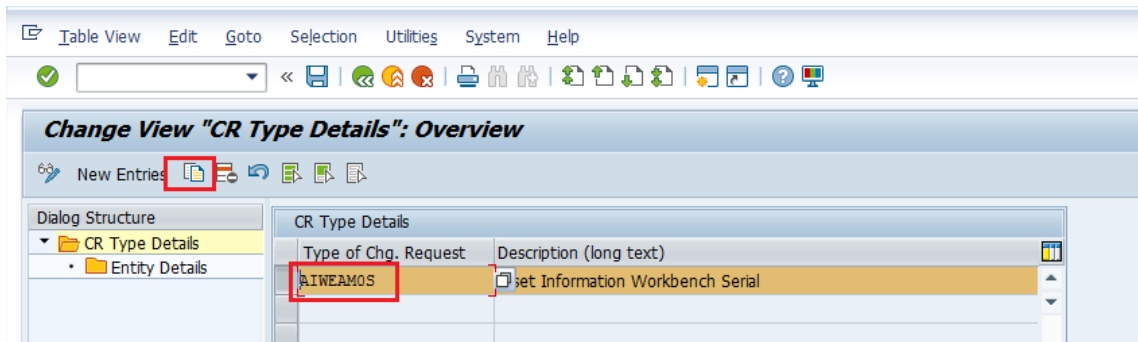 Table View Edit Goto Selection Utilities System Help
Change View "CR Type Details": Overview
New Entries
Dialog Structure
CR Type Details
Entity Details
CR Type Details
Type of Chg. Request Description (long text)
AIWEAM0S set Information Workbench Serial